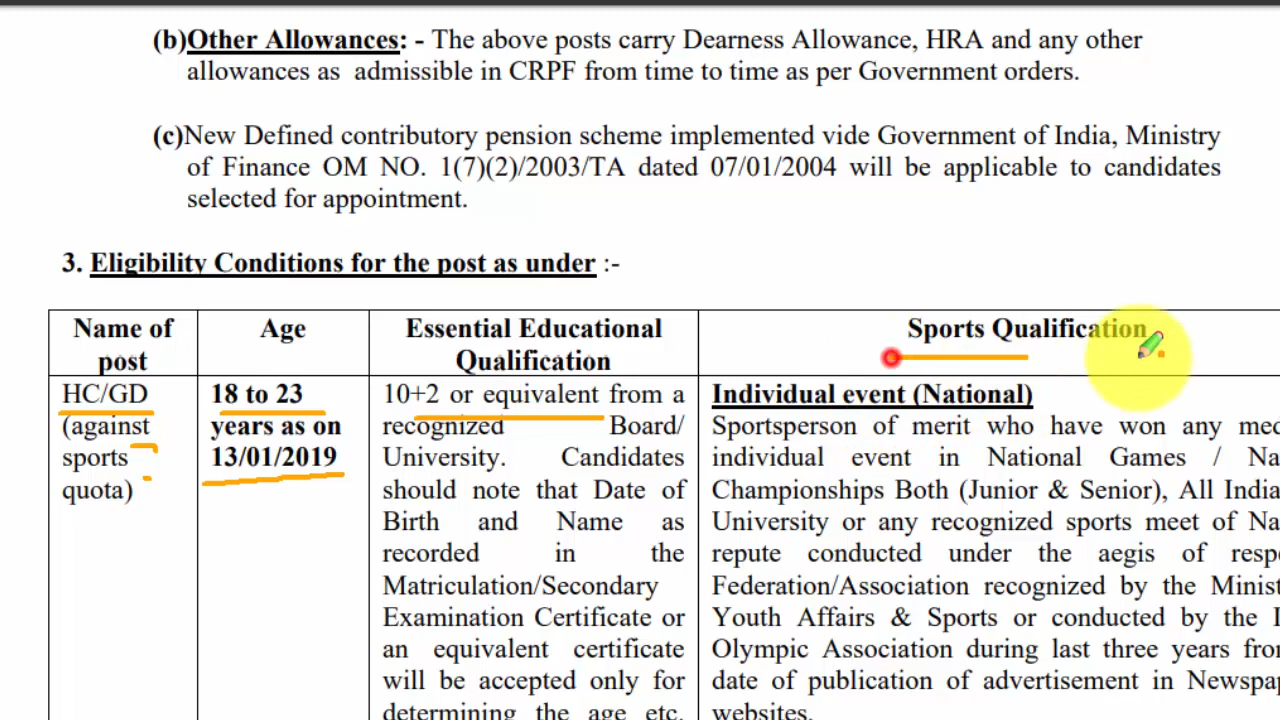 (b)Other Allowances: - The above posts carry Dearness Allowance, HRA and any other
allowances as admissible in CRPF from time to time as per Government orders.
(c)New Defined contributory pension scheme implemented vide Government of India, Ministry
of Finance OM NO. 1(7)(2)/2003/TA dated 07/01/2004 will be applicable to candidates
selected for appointment.
3. Eligibility Conditions for the post as under :-
Name of
post
Age
Essential Educational
Qualification
Sports Qualification
HC/GD
(against
sports
quota)
18 to 23
years as on
13/01/2019
10+2 or equivalent from a
recognized Board/
University. Candidates
should note that Date of
Birth and Name as
recorded in the
Matriculation/Secondary
Examination Certificate or
an equivalent certificate
will be accepted only for
determining the age etc.
Individual event (National)
Sportsperson of merit who have won any
individual event in National Games /
Championships Both (Junior & Senior), All India
University or any recognized sports meet of
repute conducted under the aegis of
Federation/Association recognized by the
Youth Affairs & Sports or conducted by the
Olympic Association during last three years
date of publication of advertisement in
websites.